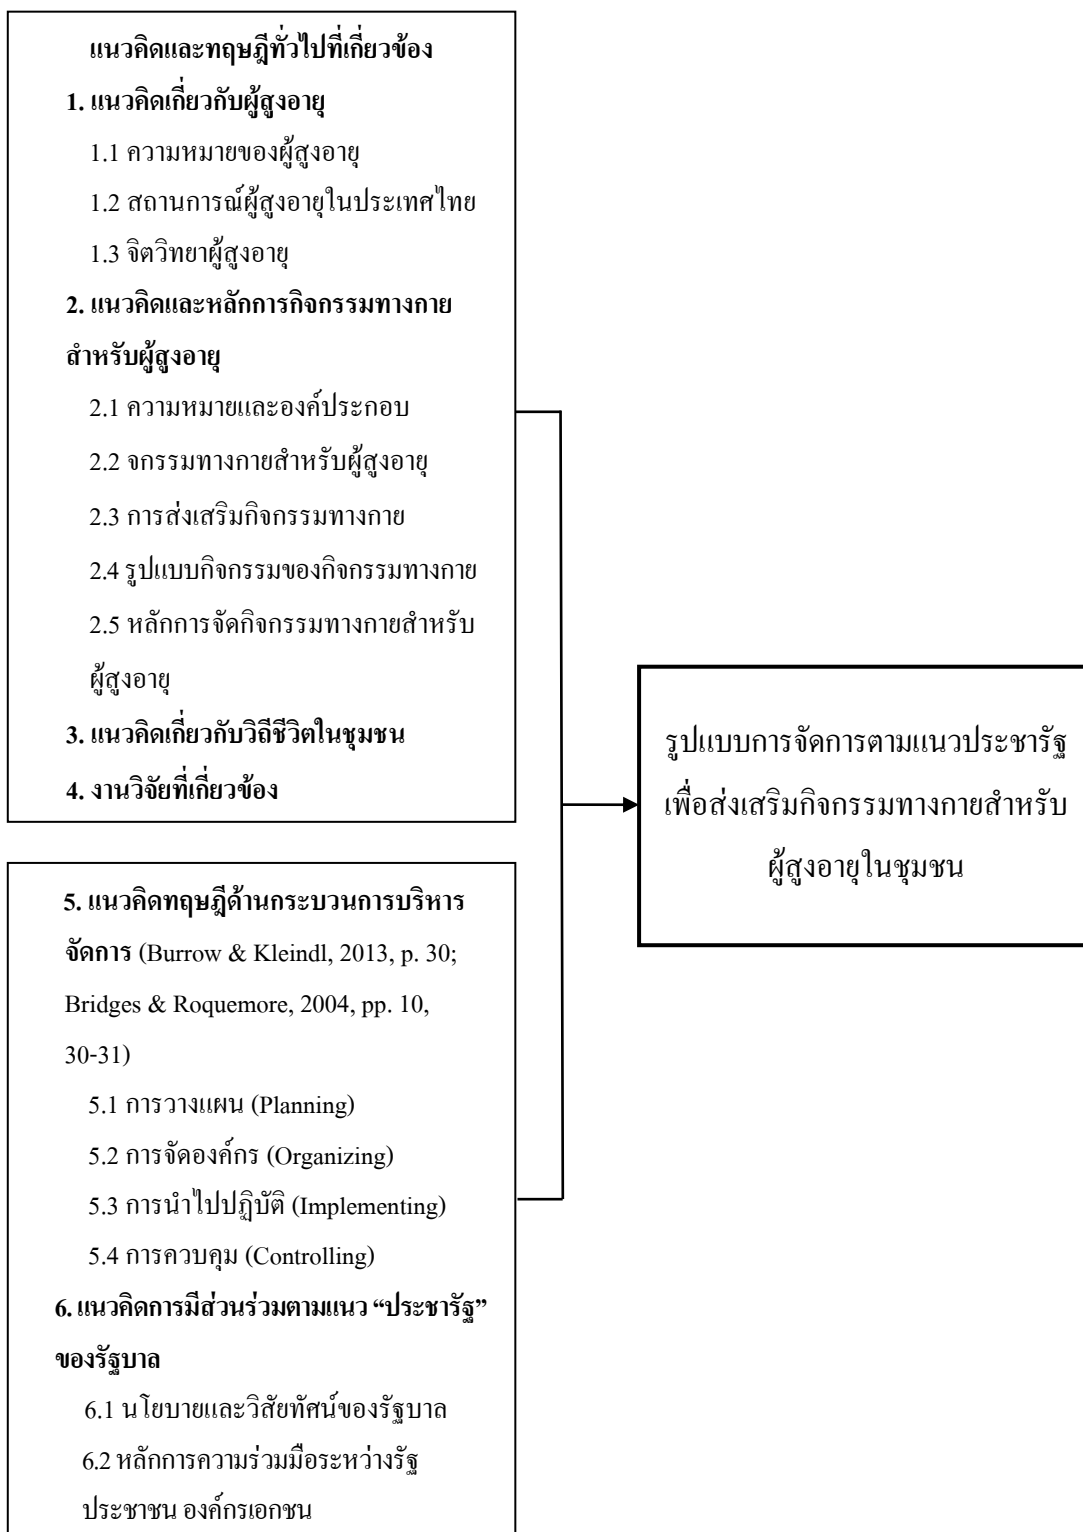 แนวคิดและทฤษฎีทั่วไปที่เกี่ยวข้อง
1. แนวคิดเกี่ยวกับผู้สูงอายุ
1.1 ความหมายของผู้สูงอายุ
1.2 สถานการณ์ผู้สูงอายุในประเทศไทย
1.3 จิตวิทยาผู้สูงอายุ
2. แนวคิดและหลักการกิจกรรมทางกาย
สำหรับผู้สูงอายุ
2.1 ความหมายและองค์ประกอบ
2.2 จกรรมทางกายสำหรับผู้สูงอายุ
2.3 การส่งเสริมกิจกรรมทางกาย
2.4 รูปแบบกิจกรรมของกิจกรรมทางกาย
2.5 หลักการจัดกิจกรรมทางกายสำหรับ
ผู้สูงอายุ
3. แนวคิดเกี่ยวกับวิถีชีวิตในชุมชน
4. งานวิจัยที่เกี่ยวข้อง
5. แนวคิดทฤษฎีด้านกระบวนการบริหาร
จัดการ (Burrow & Kleindl, 2013, p. 30;
Bridges & Roquemore, 2004, pp. 10,
30-31)
5.1 การวางแผน (Planning)
5.2 การจัดองค์กร (Organizing)
5.3 การนำไปปฏิบัติ (Implementing)
5.4 การควบคุม (Controlling)
6. แนวคิดการมีส่วนร่วมตามแนว “ประชารัฐ”
ของรัฐบาล
6.1 นโยบายและวิสัยทัศน์ของรัฐบาล
6.2 หลักการความร่วมมือระหว่างรัฐ
ประชาชน องค์กรเอกชน
รูปแบบการจัดการตามแนวประชารัฐ
เพื่อส่งเสริมกิจกรรมทางกายสำหรับ
ผู้สูงอายุในชุมชน